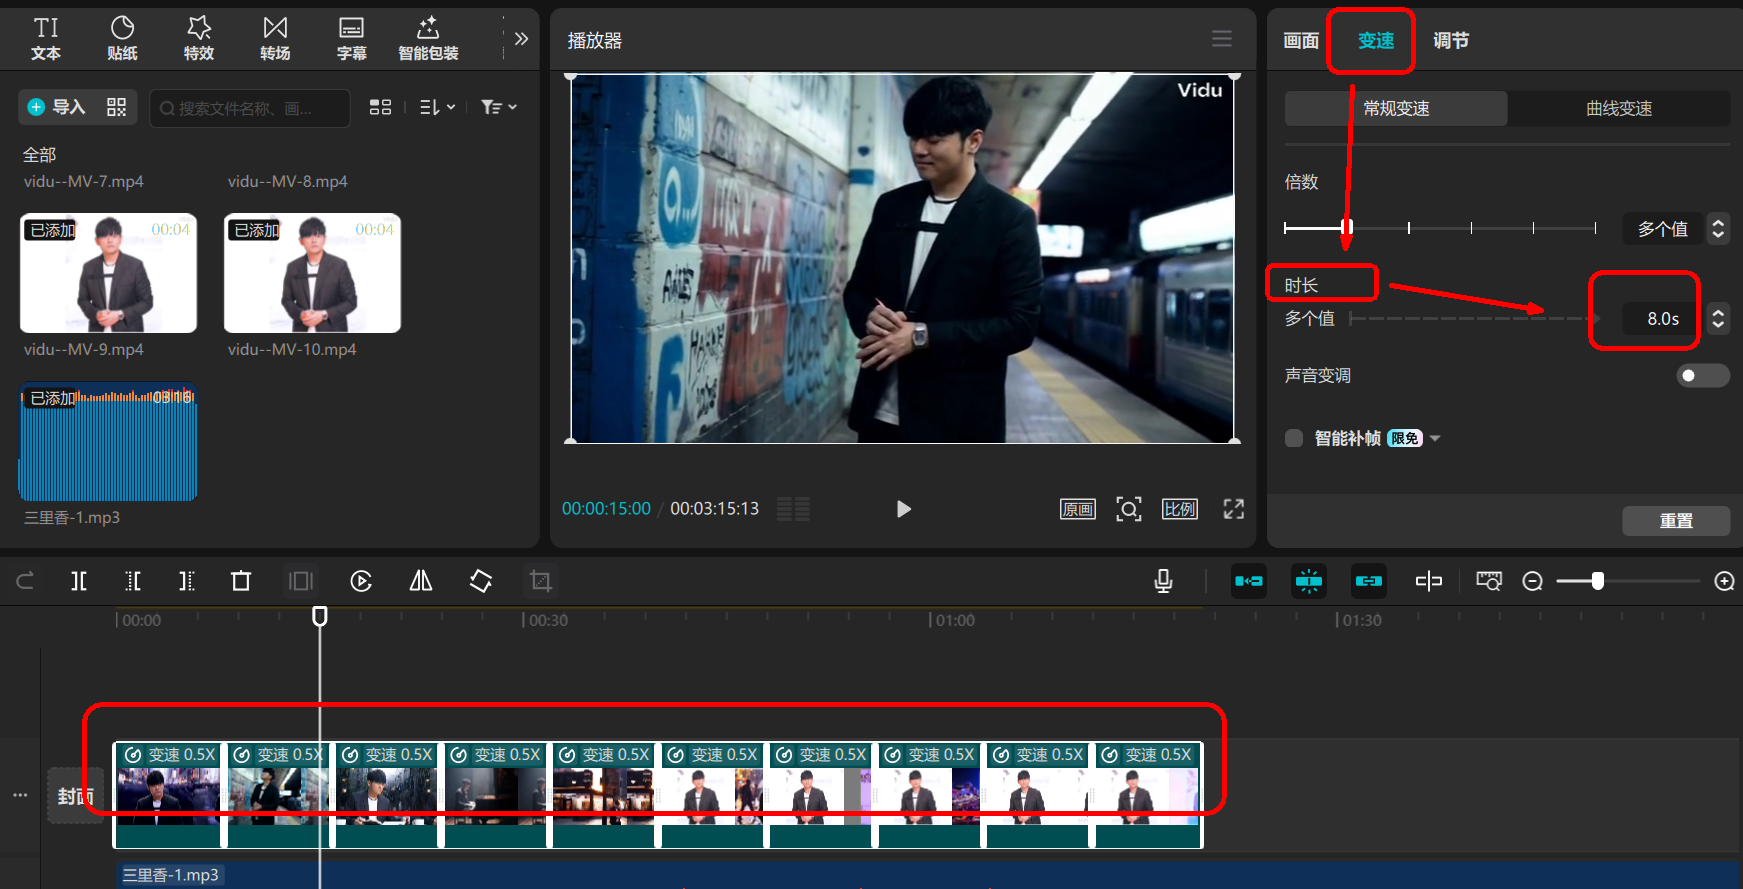 文本
贴纸
特效
转场
字幕
智能包装
导入
搜索文件名称、画...
全部
vidu--MV-7.mp4
vidu--MV-8.mp4
已添加
00:04
已添加
00:04
vidu--MV-9.mp4
vidu--MV-10.mp4
已添加
03:16
三里香-1.mp3
播放器
Vidu
00:00:15:00 / 00:03:15:13
原画
比例
画面
变速
调节
常规变速
曲线变速
倍数
多个值
时长
多个值
8.0s
声音变调
智能补帧
限免
重置
00:00
00:30
01:00
01:30
封面
变速 0.5X
变速 0.5X
变速 0.5X
变速 0.5X
变速 0.5X
变速 0.5X
变速 0.5X
变速 0.5X
变速 0.5X
变速 0.5X
三里香-1.mp3